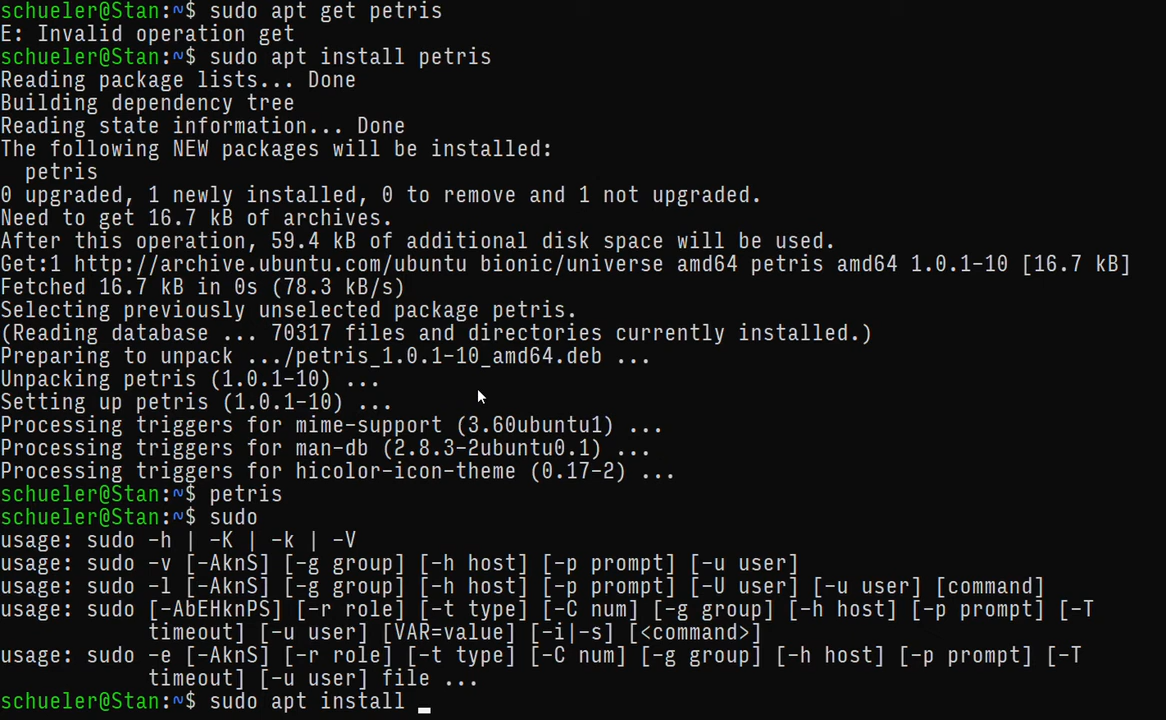 schueler@Stan:~$ sudo apt get petris
E: Invalid operation get
schueler@Stan:~$ sudo apt install petris
Reading package lists... Done
Building dependency tree
Reading state information... Done
The following NEW packages will be installed:
  petris
0 upgraded, 1 newly installed, 0 to remove and 1 not upgraded.
Need to get 16.7 kB of archives.
After this operation, 59.4 kB of additional disk space will be used.
Get:1 http://archive.ubuntu.com/ubuntu bionic/universe amd64 petris amd64 1.0.1-10 [16.7 kB]
Fetched 16.7 kB in 0s (78.3 kB/s)
Selecting previously unselected package petris.
(Reading database ... 70317 files and directories currently installed.)
Preparing to unpack .../petris_1.0.1-10_amd64.deb ...
Unpacking petris (1.0.1-10) ...
Setting up petris (1.0.1-10) ...
Processing triggers for mime-support (3.60ubuntu1) ...
Processing triggers for man-db (2.8.3-2ubuntu0.1) ...
Processing triggers for hicolor-icon-theme (0.17-2) ...
schueler@Stan:~$ petris
schueler@Stan:~$ sudo
usage: sudo -h | -K | -k | -V
usage: sudo -v [-AknS] [-g group] [-h host] [-p prompt] [-u user]
usage: sudo -l [-AknS] [-g group] [-h host] [-p prompt] [-U user] [-u user] [command]
usage: sudo [-AbEHknPS] [-r role] [-t type] [-C num] [-g group] [-h host] [-p prompt] [-T
            timeout] [-u user] [VAR=value] [-i|-s] [<command>]
usage: sudo -e [-AknS] [-r role] [-t type] [-C num] [-g group] [-h host] [-p prompt] [-T
            timeout] [-u user] file ...
schueler@Stan:~$ sudo apt install _